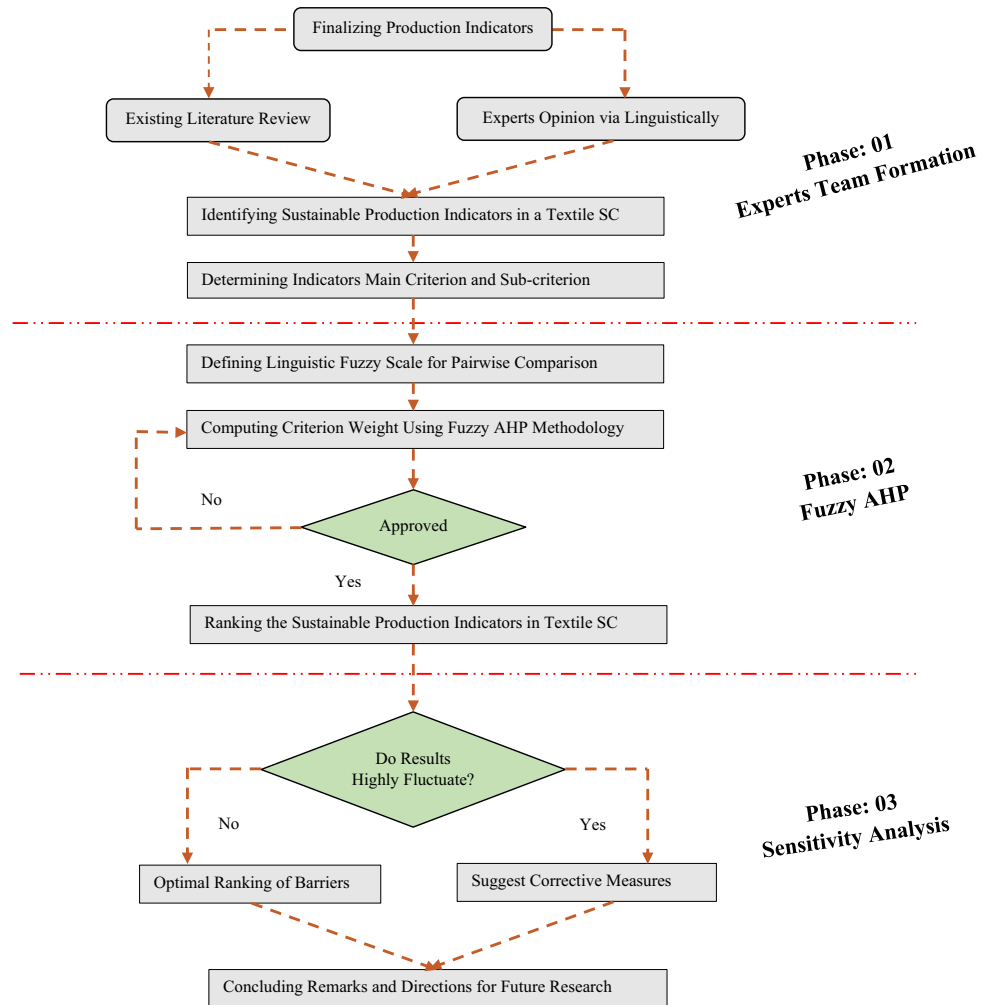 Finalizing Production Indicators
Existing Literature Review
Experts Opinion via Linguistically
Phase: 01
Experts Team Formation
Identifying Sustainable Production Indicators in a Textile SC
Determining Indicators Main Criterion and Sub-criterion
Defining Linguistic Fuzzy Scale for Pairwise Comparison
Computing Criterion Weight Using Fuzzy AHP Methodology
Phase: 02
Fuzzy AHP
No
Approved
Yes
Ranking the Sustainable Production Indicators in Textile SC
Do Results
Highly Fluctuate?
Phase: 03
Sensitivity Analysis
No
Yes
Optimal Ranking of Barriers
Suggest Corrective Measures
Concluding Remarks and Directions for Future Research